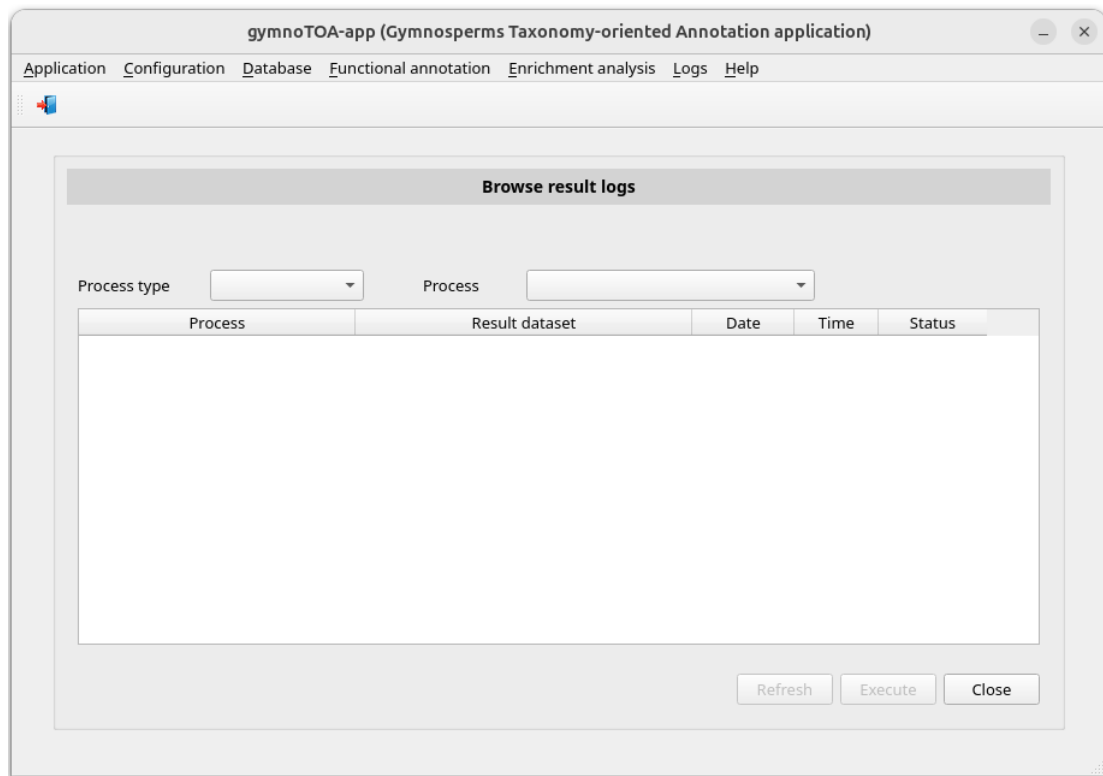 gymnoTOA-app (Gymnosperms Taxonomy-oriented Annotation application)
Application Configuration Database Functional annotation Enrichment analysis Logs Help
Browse result logs
Process type Process
Process Result dataset Date Time Status
Refresh Execute Close